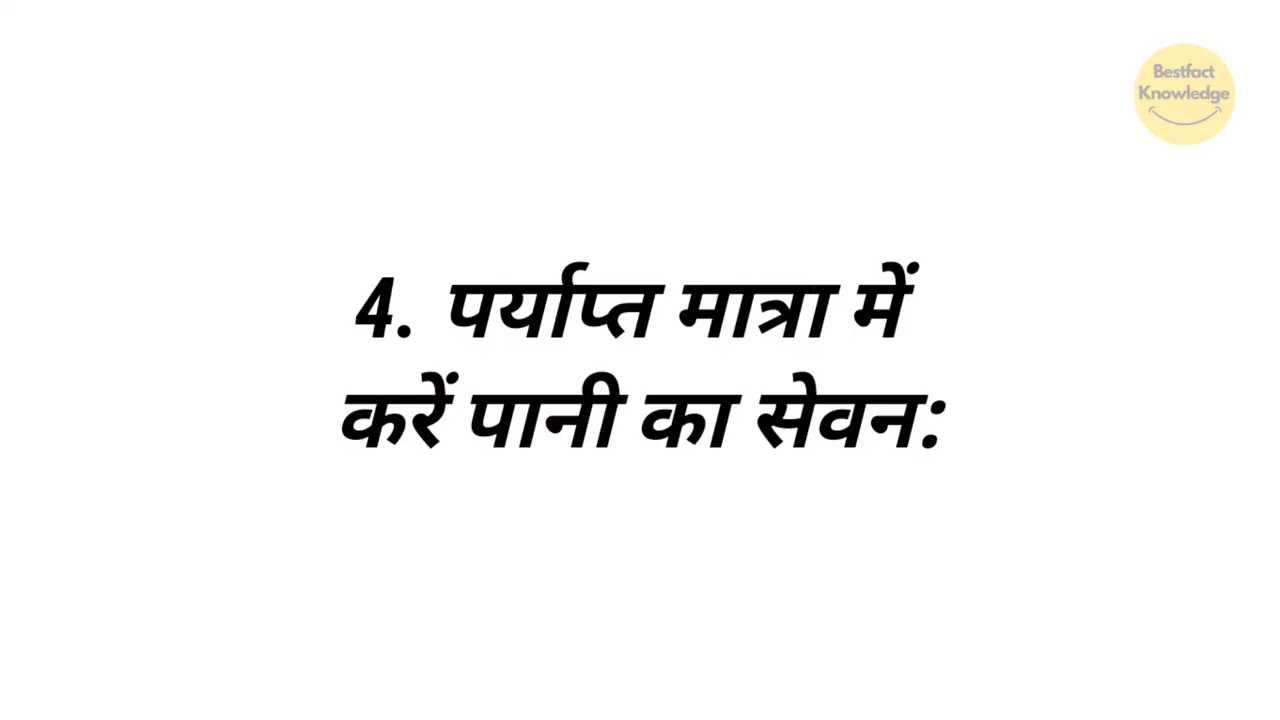 Bestfact
Knowledge
4. पर्याप्त मात्रा में
करें पानी का सेवन: